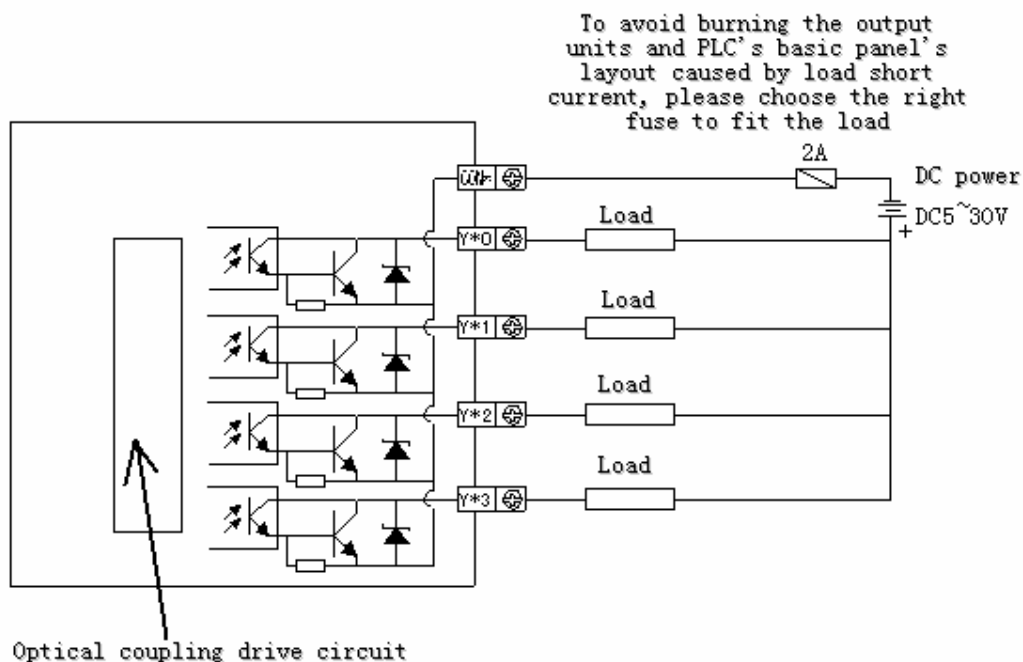 To avoid burning the output
units and PLC's basic panel's
layout caused by load short
current, please choose the right
fuse to fit the load
2A
DC power
DC5~30V
+
Load
Y*0
Load
Y*1
Load
Y*2
Load
Y*3
Optical coupling drive circuit